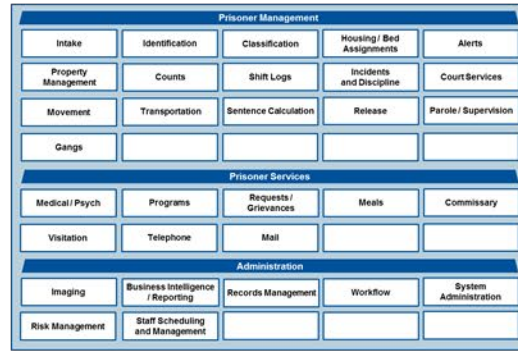 Prisoner Management
Intake
Identification
Classification
Housing / Bed
Assignments
Alerts
Property
Management
Counts
Shift Logs
Incidents
and Discipline
Court Services
Movement
Transportation
Sentence Calculation
Release
Parole / Supervision
Gangs
Prisoner Services
Medical / Psych
Programs
Requests /
Grievances
Meals
Commissary
Visitation
Telephone
Mail
Administration
Imaging
Business Intelligence
/ Reporting
Records Management
Workflow
System
Administration
Risk Management
Staff Scheduling
and Management